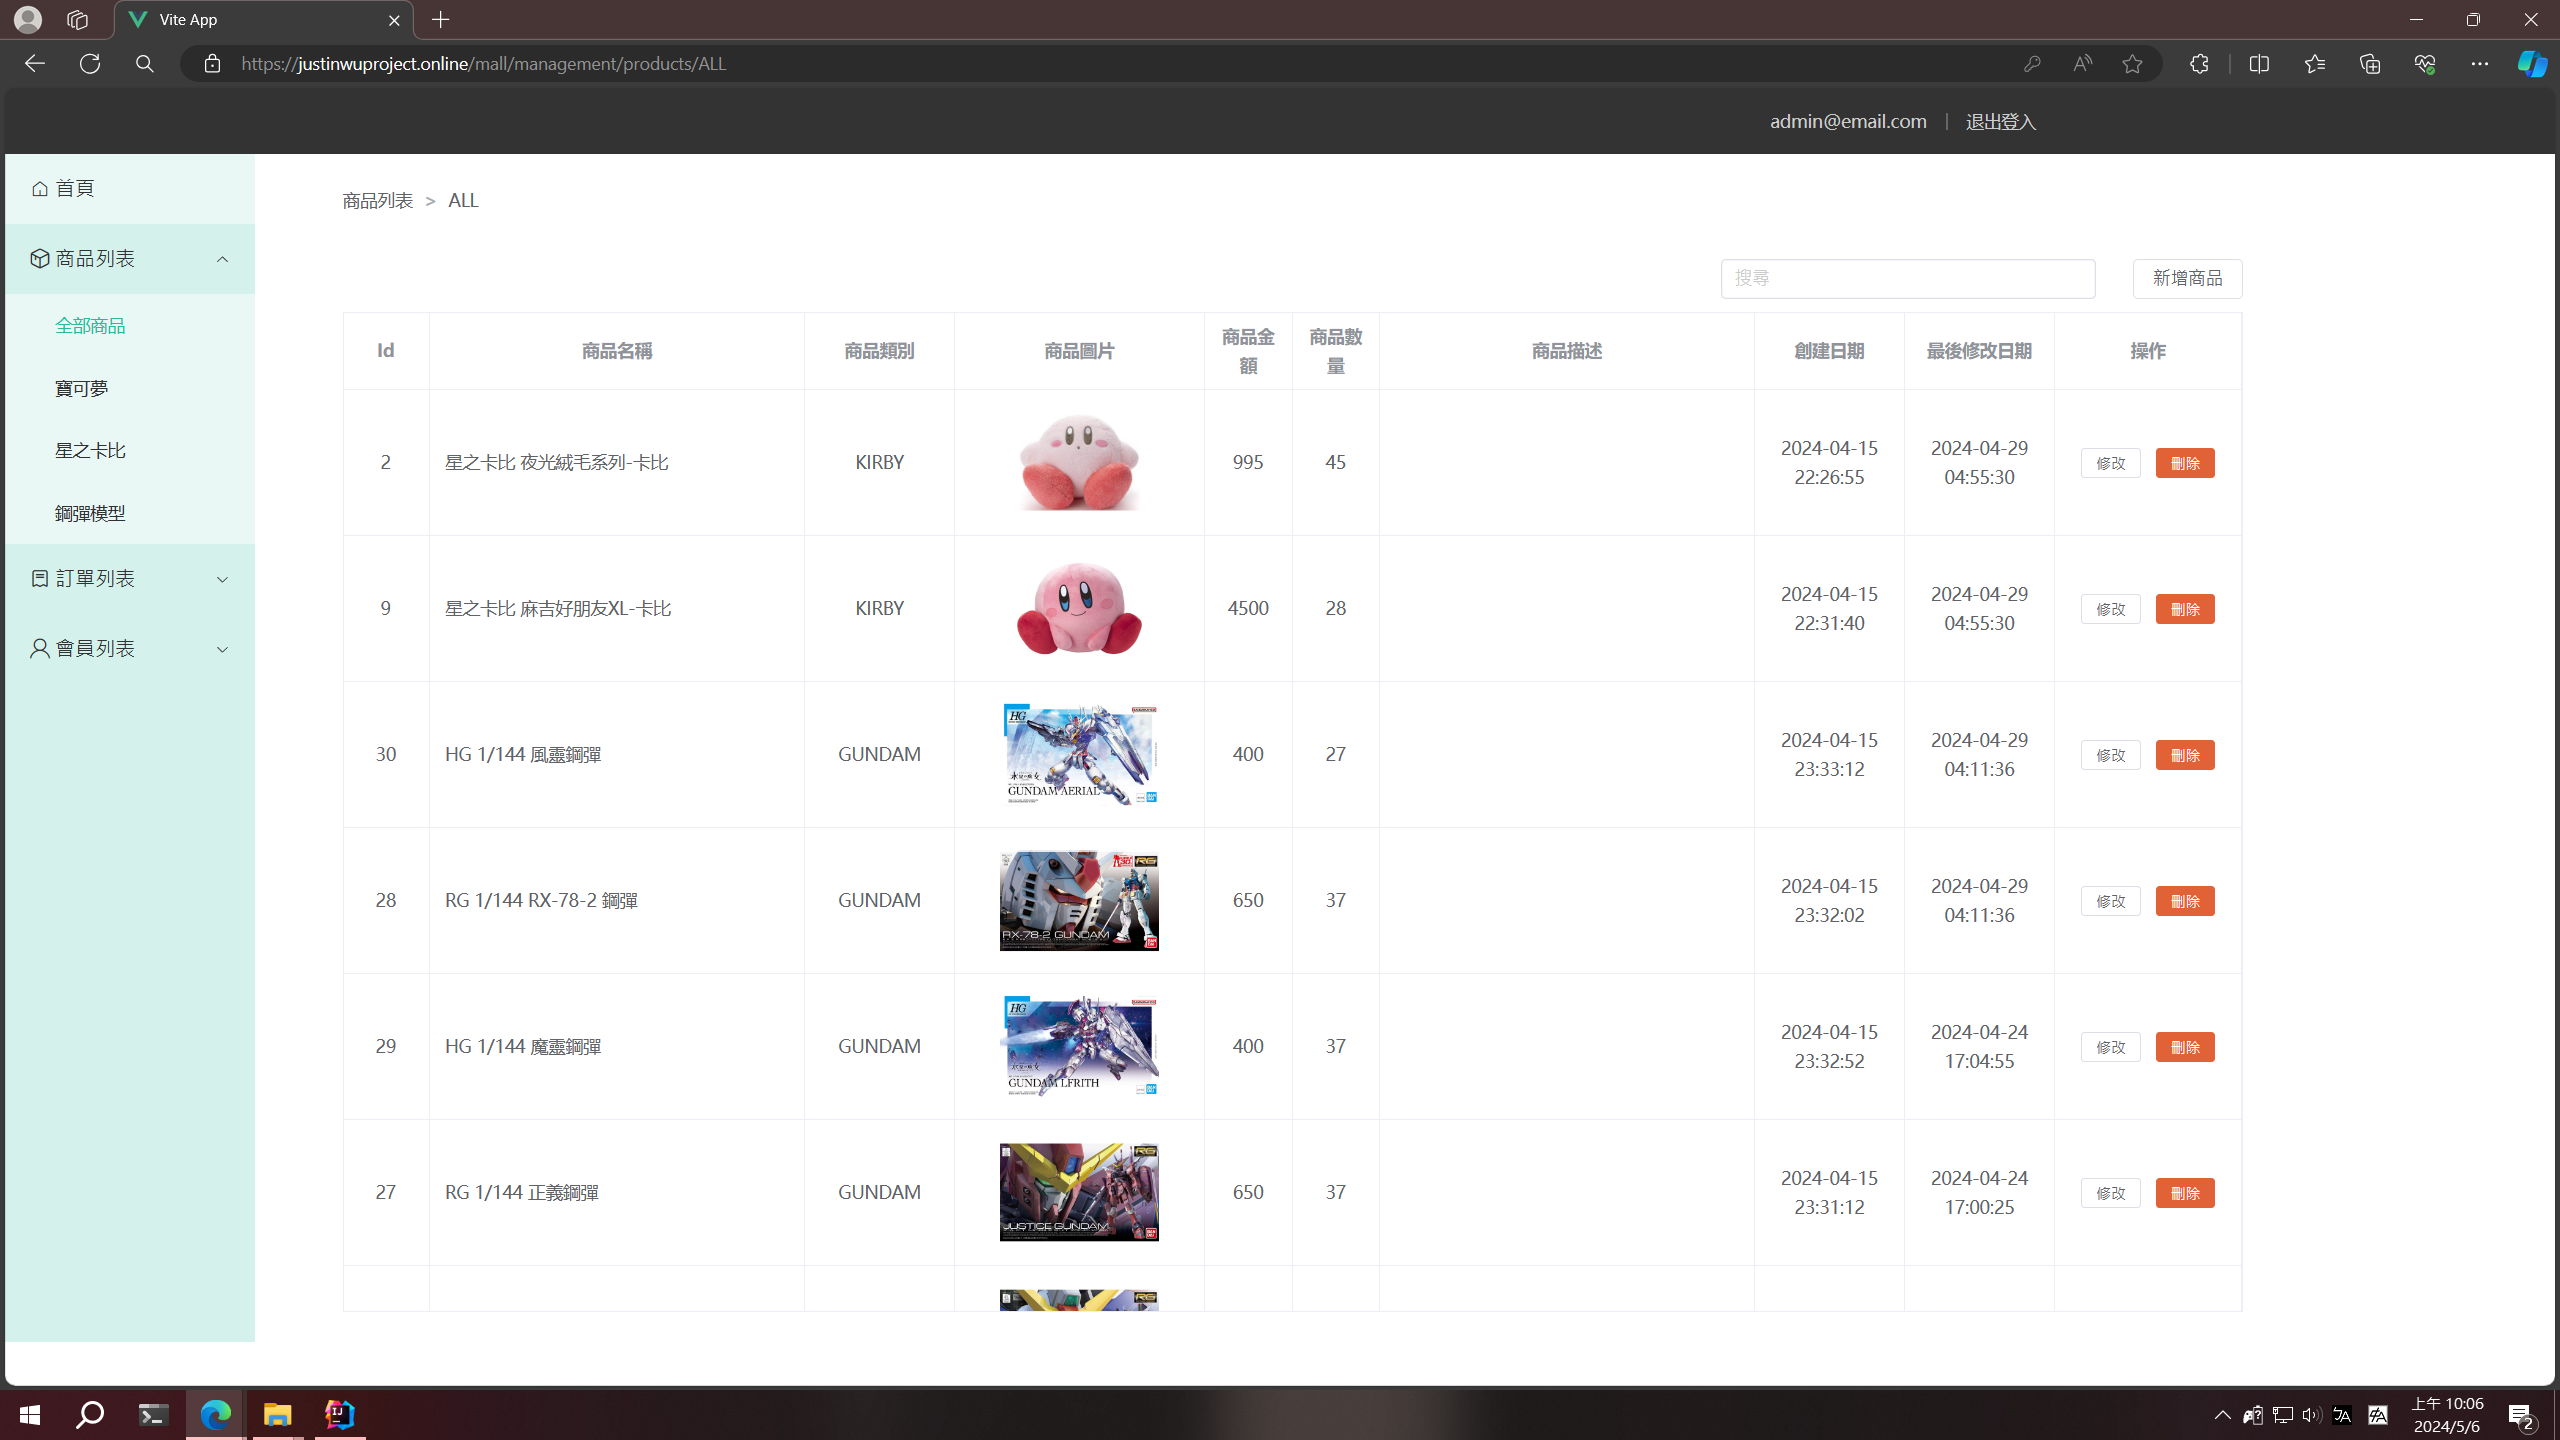 Vite App
https://justinwuproject.online/mall/management/products/ALL
admin@email.com | 退出登入
首頁
商品列表
全部商品
寶可夢
星之卡比
鋼彈模型
訂單列表
會員列表
商品列表 > ALL
搜尋
新增商品
Id 商品名稱 商品類別 商品圖片 商品金額 商品數量 商品描述 創建日期 最後修改日期 操作
2 星之卡比 夜光絨毛系列-卡比 KIRBY 995 45 2024-04-15 22:26:55 2024-04-29 04:55:30 修改 刪除
9 星之卡比 麻吉好朋友XL-卡比 KIRBY 4500 28 2024-04-15 22:31:40 2024-04-29 04:55:30 修改 刪除
30 HG 1/144 風靈鋼彈 GUNDAM HG GUNDAM AERIAL 400 27 2024-04-15 23:33:12 2024-04-29 04:11:36 修改 刪除
28 RG 1/144 RX-78-2 鋼彈 GUNDAM RG RX-78-2 GUNDAM 650 37 2024-04-15 23:32:02 2024-04-29 04:11:36 修改 刪除
29 HG 1/144 魔靈鋼彈 GUNDAM HG GUNDAM LFRITH 400 37 2024-04-15 23:32:52 2024-04-24 17:04:55 修改 刪除
27 RG 1/144 正義鋼彈 GUNDAM RG JUSTICE GUNDAM 650 37 2024-04-15 23:31:12 2024-04-24 17:00:25 修改 刪除
RG
上午 10:06
2024/5/6
2